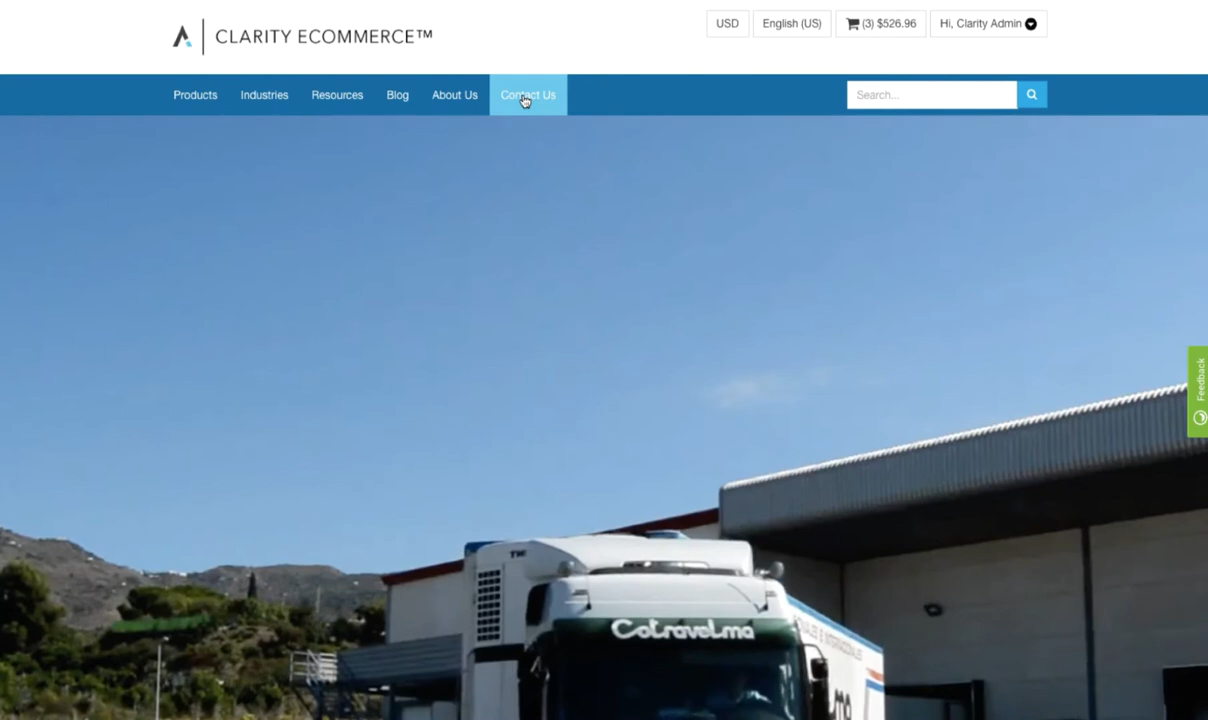 CLARITY ECOMMERCE™
USD
English (US)
(3) $526.96
Hi, Clarity Admin
Products
Industries
Resources
Blog
About Us
Contact Us
Search...
Feedback
Cotravelma